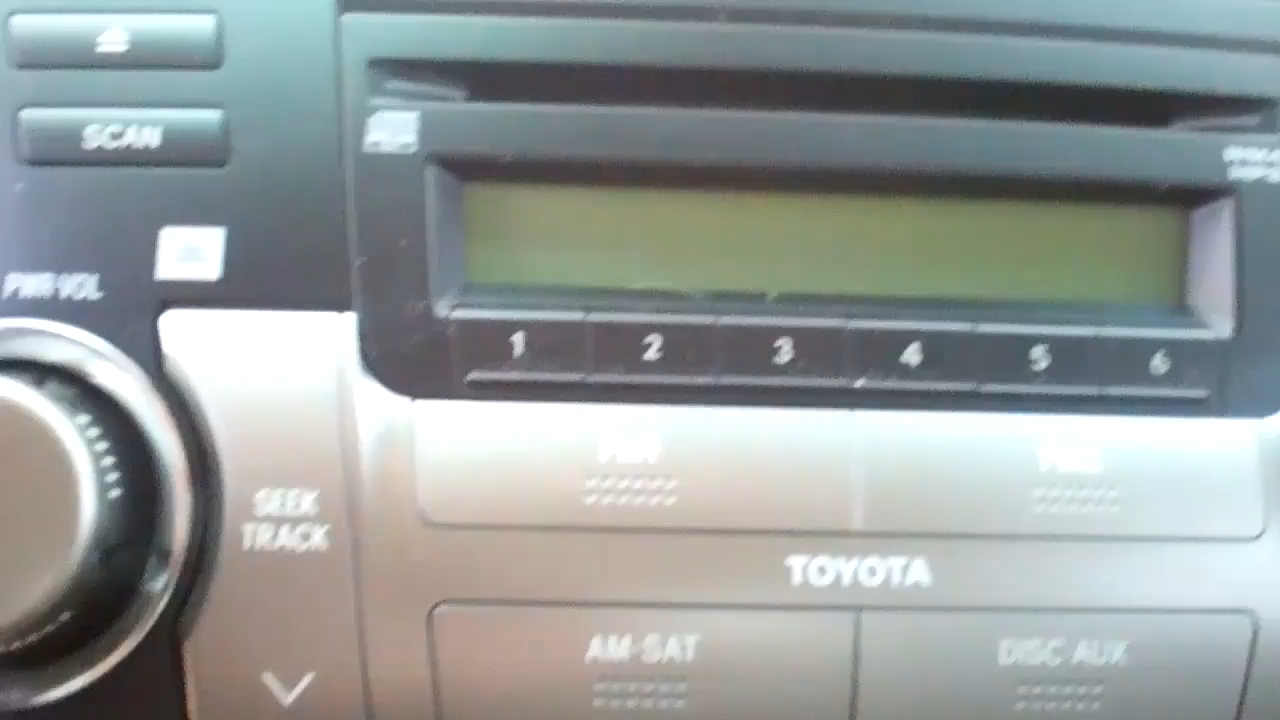 SCAN
PWR·VOL
1 2 3 4 5 6
SEEK
TRACK
TOYOTA
AM·SAT
DISC·AUX